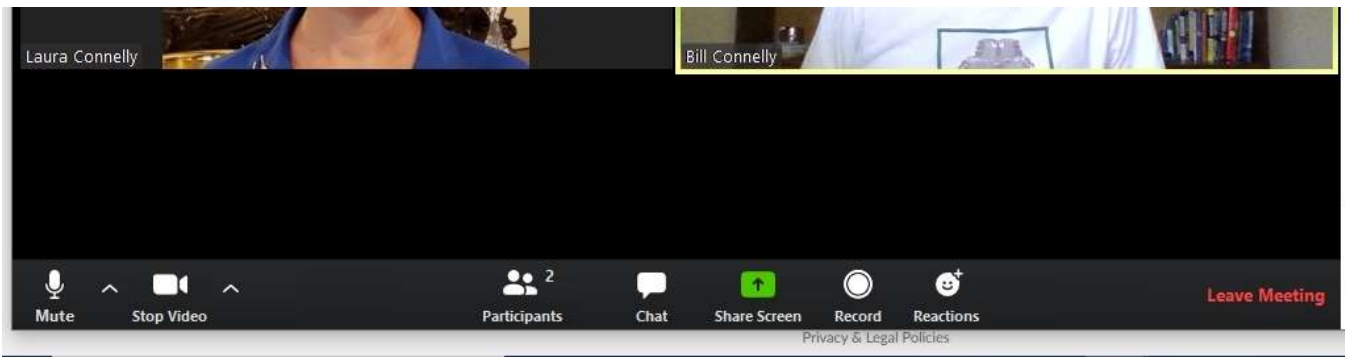 Laura Connelly
Bill Connelly
2
Mute
Stop Video
Participants
Chat
Share Screen
Record
Reactions
Leave Meeting
Privacy & Legal Policies